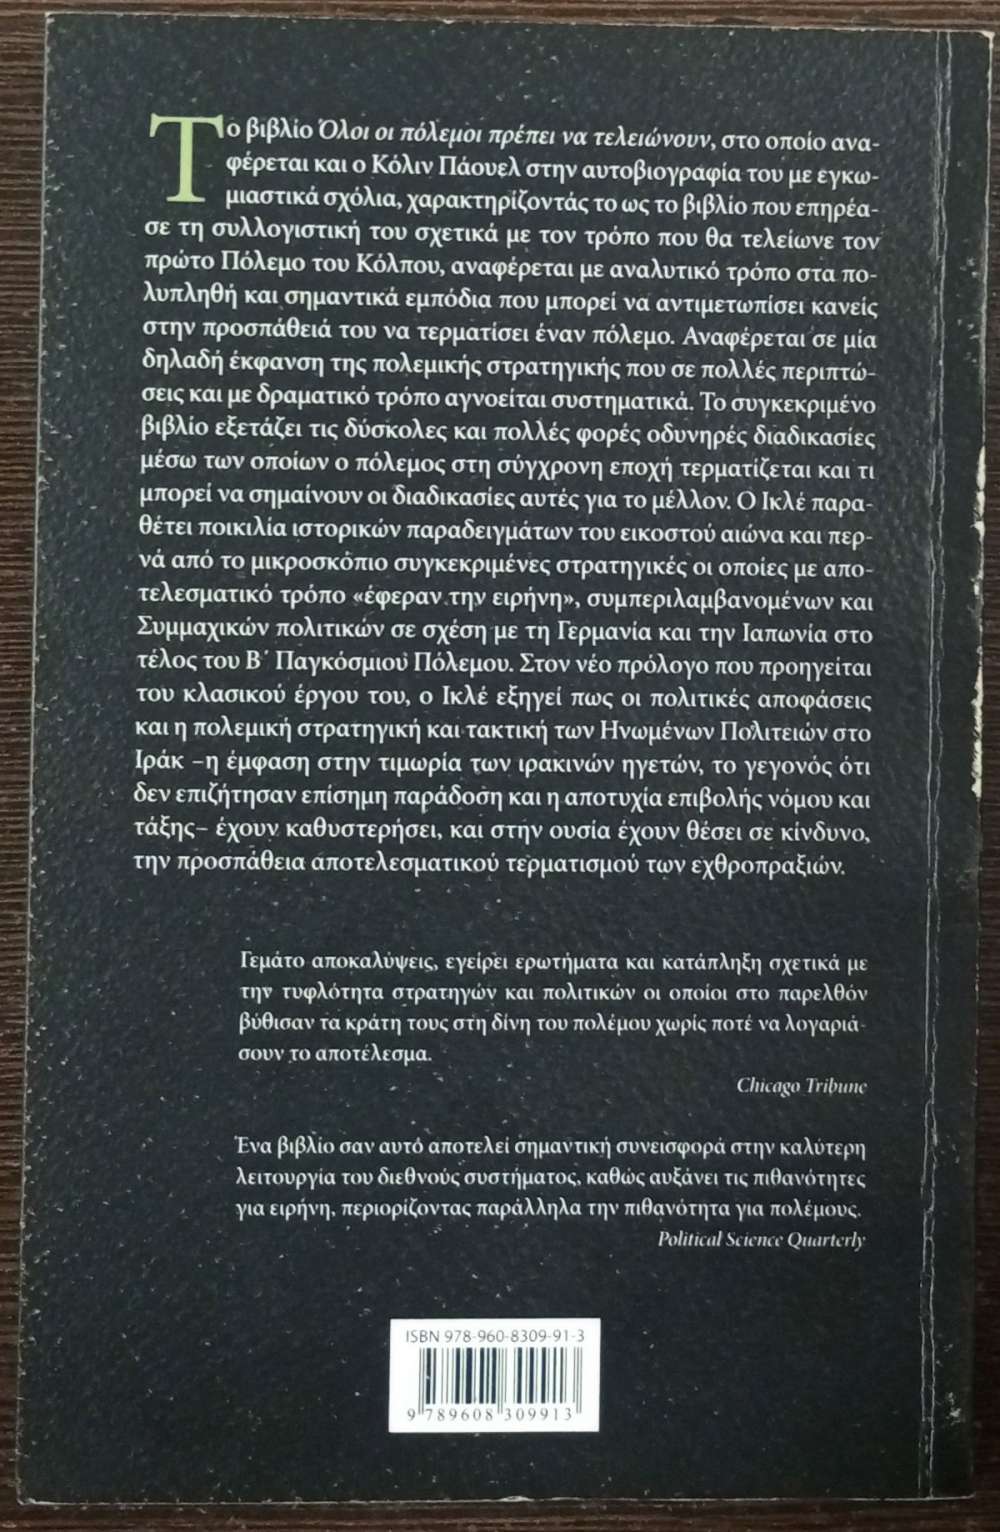 Το βιβλίο Όλοι οι πόλεμοι πρέπει να τελειώνουν, στο οποίο ανα-
φέρεται και ο Κόλιν Πάουελ στην αυτοβιογραφία του με εγκω-
μιαστικά σχόλια, χαρακτηρίζοντάς το ως το βιβλίο που επηρέα-
σε τη συλλογιστική του σχετικά με τον τρόπο που θα τελείωνε τον
πρώτο Πόλεμο του Κόλπου, αναφέρεται με αναλυτικό τρόπο στα πο-
λυπληθή και σημαντικά εμπόδια που μπορεί να αντιμετωπίσει κανείς
στην προσπάθειά του να τερματίσει έναν πόλεμο. Αναφέρεται σε μία
δηλαδή έκφανση της πολεμικής στρατηγικής που σε πολλές περιπτώ-
σεις και με δραματικό τρόπο αγνοείται συστηματικά. Το συγκεκριμένο
βιβλίο εξετάζει τις δύσκολες και πολλές φορές οδυνηρές διαδικασίες
μέσω των οποίων ο πόλεμος στη σύγχρονη εποχή τερματίζεται και τι
μπορεί να σημαίνουν οι διαδικασίες αυτές για το μέλλον. Ο Ικλέ παρα-
θέτει ποικιλία ιστορικών παραδειγμάτων του εικοστού αιώνα και περ-
νά από το μικροσκόπιο συγκεκριμένες στρατηγικές οι οποίες με απο-
τελεσματικό τρόπο «έφεραν την ειρήνη», συμπεριλαμβανομένων και
Συμμαχικών πολιτικών σε σχέση με τη Γερμανία και την Ιαπωνία στο
τέλος του Β΄ Παγκόσμιου Πόλεμου. Στον νέο πρόλογο που προηγείται
του κλασικού έργου του, ο Ικλέ εξηγεί πως οι πολιτικές αποφάσεις
και η πολεμική στρατηγική και τακτική των Ηνωμένων Πολιτειών στο
Ιράκ –η έμφαση στην τιμωρία των ιρακινών ηγετών, το γεγονός ότι
δεν επιζήτησαν επίσημη παράδοση και η αποτυχία επιβολής νόμου και
τάξης– έχουν καθυστερήσει, και στην ουσία έχουν θέσει σε κίνδυνο,
την προσπάθεια αποτελεσματικού τερματισμού των εχθροπραξιών.
Γεμάτο αποκαλύψεις, εγείρει ερωτήματα και κατάπληξη σχετικά με
την τυφλότητα στρατηγών και πολιτικών οι οποίοι στο παρελθόν
βύθισαν τα κράτη τους στη δίνη του πολέμου χωρίς ποτέ να λογαριά-
σουν το αποτέλεσμα.
Chicago Tribune
Ένα βιβλίο σαν αυτό αποτελεί σημαντική συνεισφορά στην καλύτερη
λειτουργία του διεθνούς συστήματος, καθώς αυξάνει τις πιθανότητες
για ειρήνη, περιορίζοντας παράλληλα την πιθανότητα για πολέμους.
Political Science Quarterly
ISBN 978-960-8309-91-3
9 789608 309913